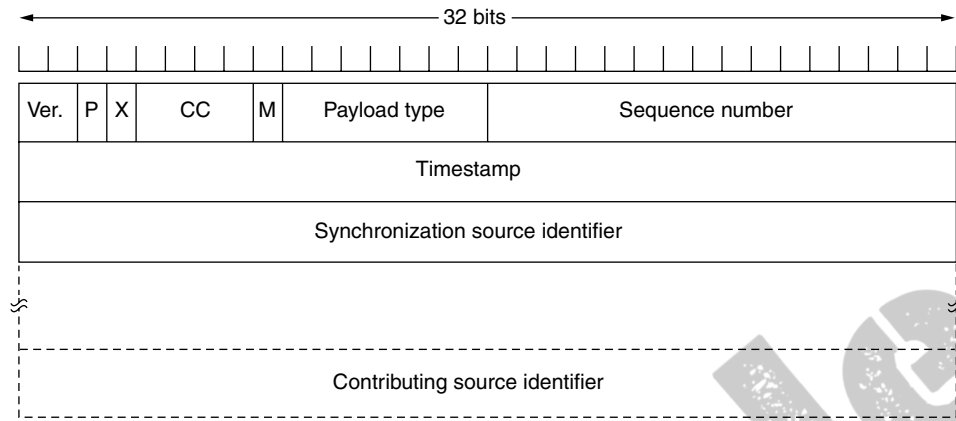 32 bits
Ver. P X CC M Payload type Sequence number
Timestamp
Synchronization source identifier
Contributing source identifier